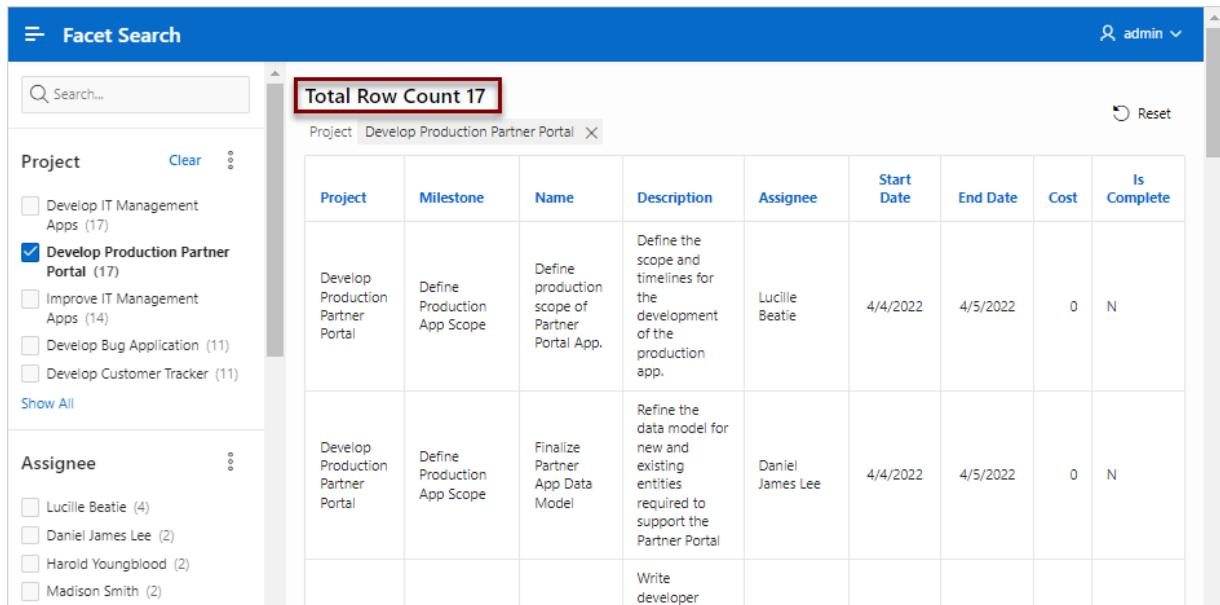 Facet Search
admin
Search...
Project Clear
Develop IT Management
Apps (17)
Develop Production Partner
Portal (17)
Improve IT Management
Apps (14)
Develop Bug Application (11)
Develop Customer Tracker (11)
Show All
Assignee
Lucille Beatie (4)
Daniel James Lee (2)
Harold Youngblood (2)
Madison Smith (2)
Total Row Count 17
Reset
Project Develop Production Partner Portal
Project
Milestone
Name
Description
Assignee
Start
Date
End Date
Cost
Is
Complete
Develop
Production
Partner
Portal
Define
Production
App Scope
Define
production
scope of
Partner
Portal App.
Define the
scope and
timelines for
the
development
of the
production
app.
Lucille
Beatie
4/4/2022
4/5/2022
0
N
Develop
Production
Partner
Portal
Define
Production
App Scope
Finalize
Partner
App Data
Model
Refine the
data model for
new and
existing
entities
required to
support the
Partner Portal
Daniel
James Lee
4/4/2022
4/5/2022
0
N
Write
developer